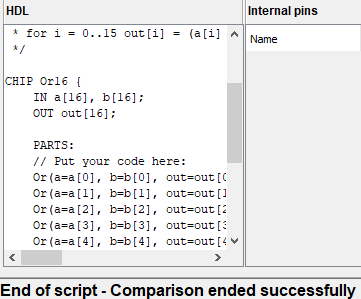 HDL
Internal pins
* for i = 0..15 out[i] = (a[i]
*/
CHIP Or16 {
IN a[16], b[16];
OUT out[16];
PARTS:
// Put your code here:
Or(a=a[0], b=b[0], out=out[0
Or(a=a[1], b=b[1], out=out[1
Or(a=a[2], b=b[2], out=out[2
Or(a=a[3], b=b[3], out=out[3
Or(a=a[4], b=b[4], out=out[4
Name
End of script - Comparison ended successfully